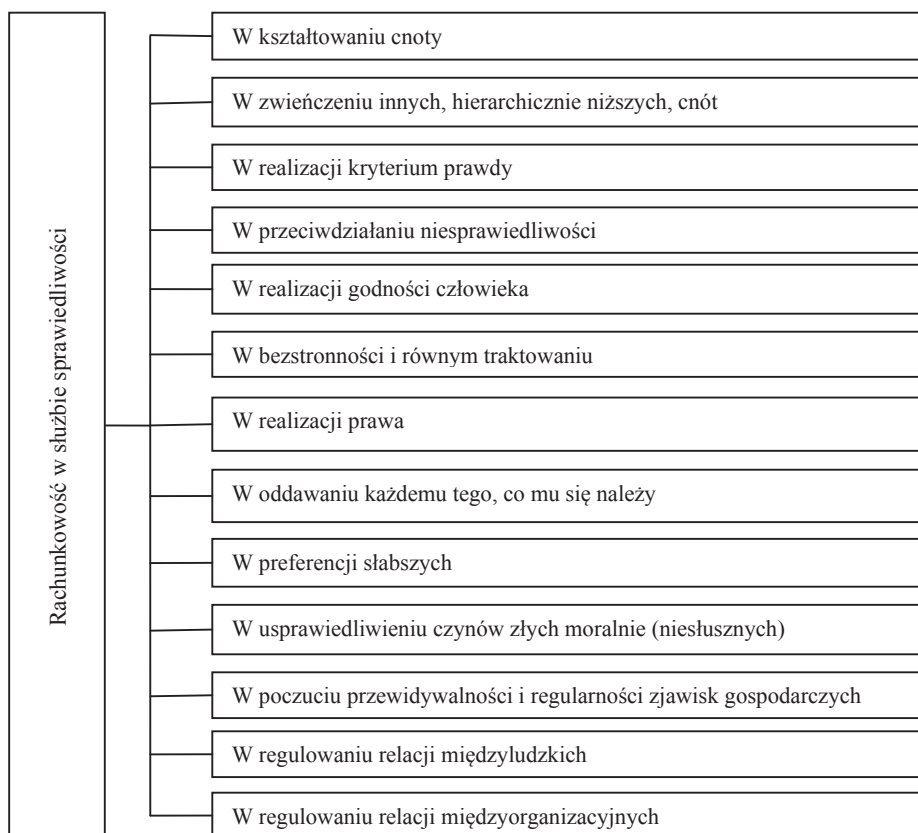 Rachunkowość w służbie sprawiedliwości
W kształtowaniu cnoty
W zwieńczeniu innych, hierarchicznie niższych, cnót
W realizacji kryterium prawdy
W przeciwdziałaniu niesprawiedliwości
W realizacji godności człowieka
W bezstronności i równym traktowaniu
W realizacji prawa
W oddawaniu każdemu tego, co mu się należy
W preferencji słabszych
W usprawiedliwieniu czynów złych moralnie (niesłusznych)
W poczuciu przewidywalności i regularności zjawisk gospodarczych
W regulowaniu relacji międzyludzkich
W regulowaniu relacji międzyorganizacyjnych